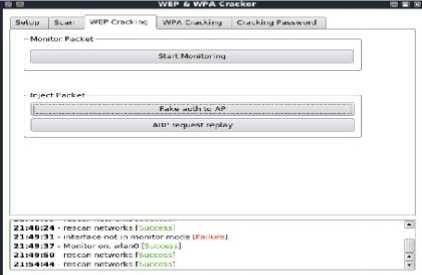 WEP & WPA Cracker
Setup Scan WEP Cracking WPA Cracking Cracking Password
Monitor Packet
Start Monitoring
Inject Packet
Fake auth to AP
ARP request replay
21:46:24 - rescan networks [Success]
21:49:31 - Interface not in monitor mode [Failure]
21:49:37 - Monitor on: wlan0 [Success]
21:49:50 - rescan networks [Success]
21:54:44 - rescan networks [Success]